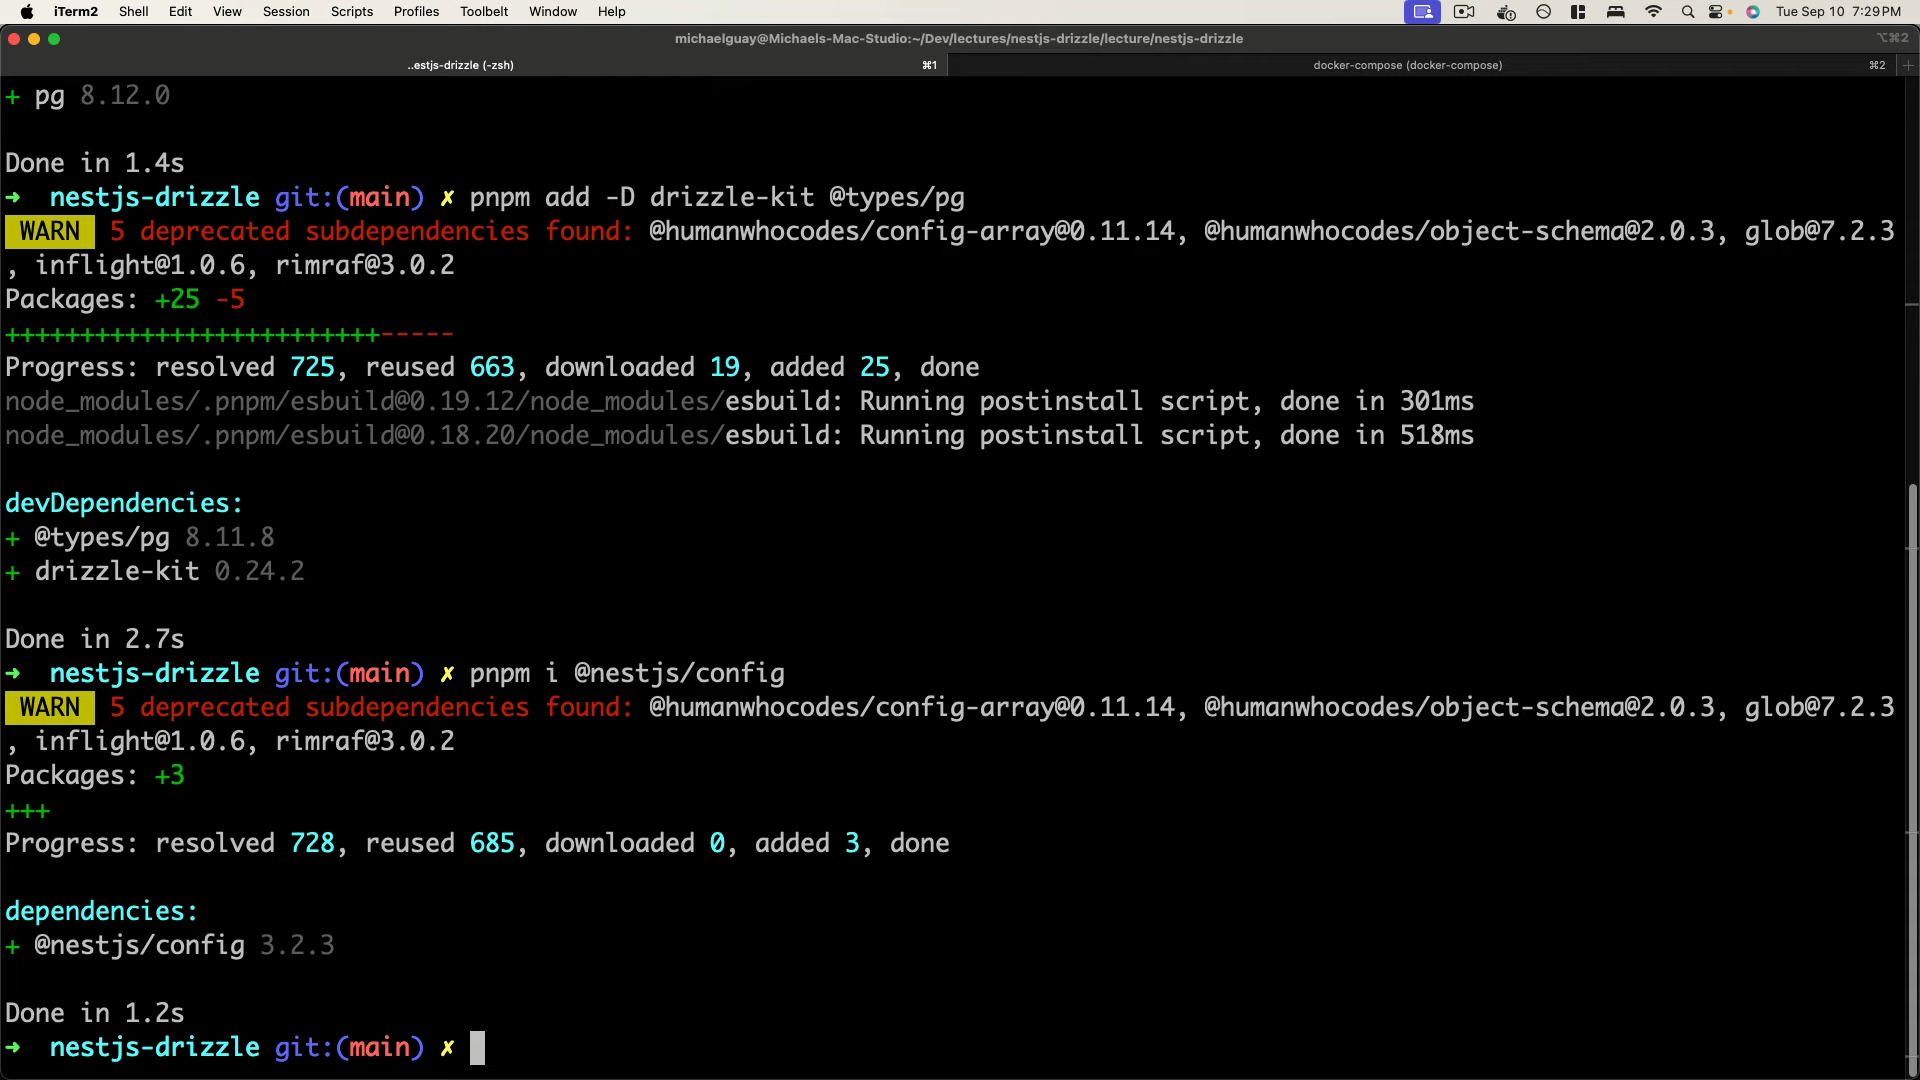 iTerm2 Shell Edit View Session Scripts Profiles Toolbelt Window Help Tue Sep 10 7:29 PM
michaelguay@Michaels-Mac-Studio:~/Dev/lectures/nestjs-drizzle/lecture/nestjs-drizzle ⌥⌘2
..estjs-drizzle (-zsh) ⌘1 docker-compose (docker-compose) ⌘2 +
+ pg 8.12.0
Done in 1.4s
➜ nestjs-drizzle git:(main) ✗ pnpm add -D drizzle-kit @types/pg
WARN 5 deprecated subdependencies found: @humanwhocodes/config-array@0.11.14, @humanwhocodes/object-schema@2.0.3, glob@7.2.3
, inflight@1.0.6, rimraf@3.0.2
Packages: +25 -5
+++++++++++++++++++++++++-----
Progress: resolved 725, reused 663, downloaded 19, added 25, done
node_modules/.pnpm/esbuild@0.19.12/node_modules/esbuild: Running postinstall script, done in 301ms
node_modules/.pnpm/esbuild@0.18.20/node_modules/esbuild: Running postinstall script, done in 518ms
devDependencies:
+ @types/pg 8.11.8
+ drizzle-kit 0.24.2
Done in 2.7s
➜ nestjs-drizzle git:(main) ✗ pnpm i @nestjs/config
WARN 5 deprecated subdependencies found: @humanwhocodes/config-array@0.11.14, @humanwhocodes/object-schema@2.0.3, glob@7.2.3
, inflight@1.0.6, rimraf@3.0.2
Packages: +3
+++
Progress: resolved 728, reused 685, downloaded 0, added 3, done
dependencies:
+ @nestjs/config 3.2.3
Done in 1.2s
➜ nestjs-drizzle git:(main) ✗